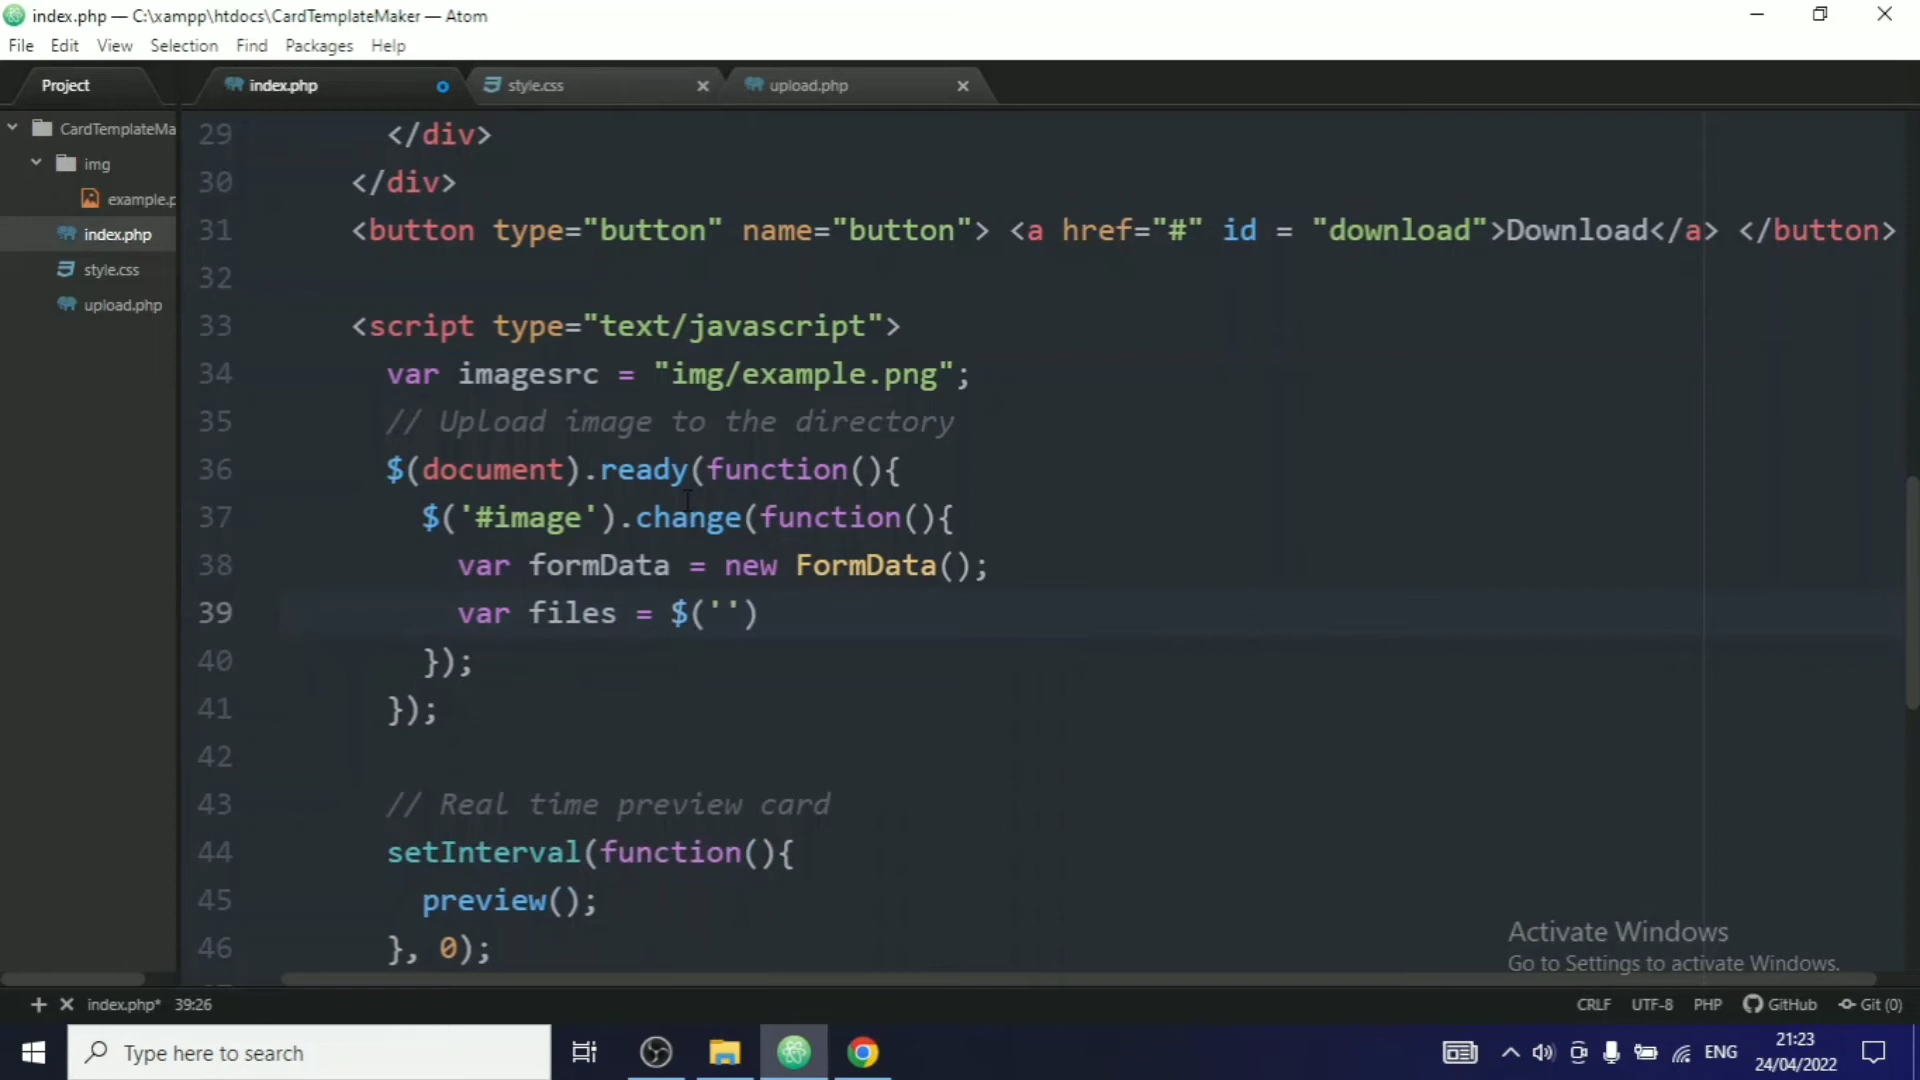 index.php — C:\xampp\htdocs\CardTemplateMaker — Atom
File Edit View Selection Find Packages Help
Project
index.php
style.css
upload.php
CardTemplateMa
img
example.p
index.php
style.css
upload.php
29 </div>
30 </div>
31 <button type="button" name="button"> <a href="#" id = "download">Download</a> </button>
32
33 <script type="text/javascript">
34 var imagesrc = "img/example.png";
35 // Upload image to the directory
36 $(document).ready(function(){
37 $('#image').change(function(){
38 var formData = new FormData();
39 var files = $('')
40 });
41 });
42
43 // Real time preview card
44 setInterval(function(){
45 preview();
46 }, 0);
Activate Windows
Go to Settings to activate Windows.
index.php* 39:26 CRLF UTF-8 PHP GitHub Git (0)
Type here to search
ENG
21:23
24/04/2022